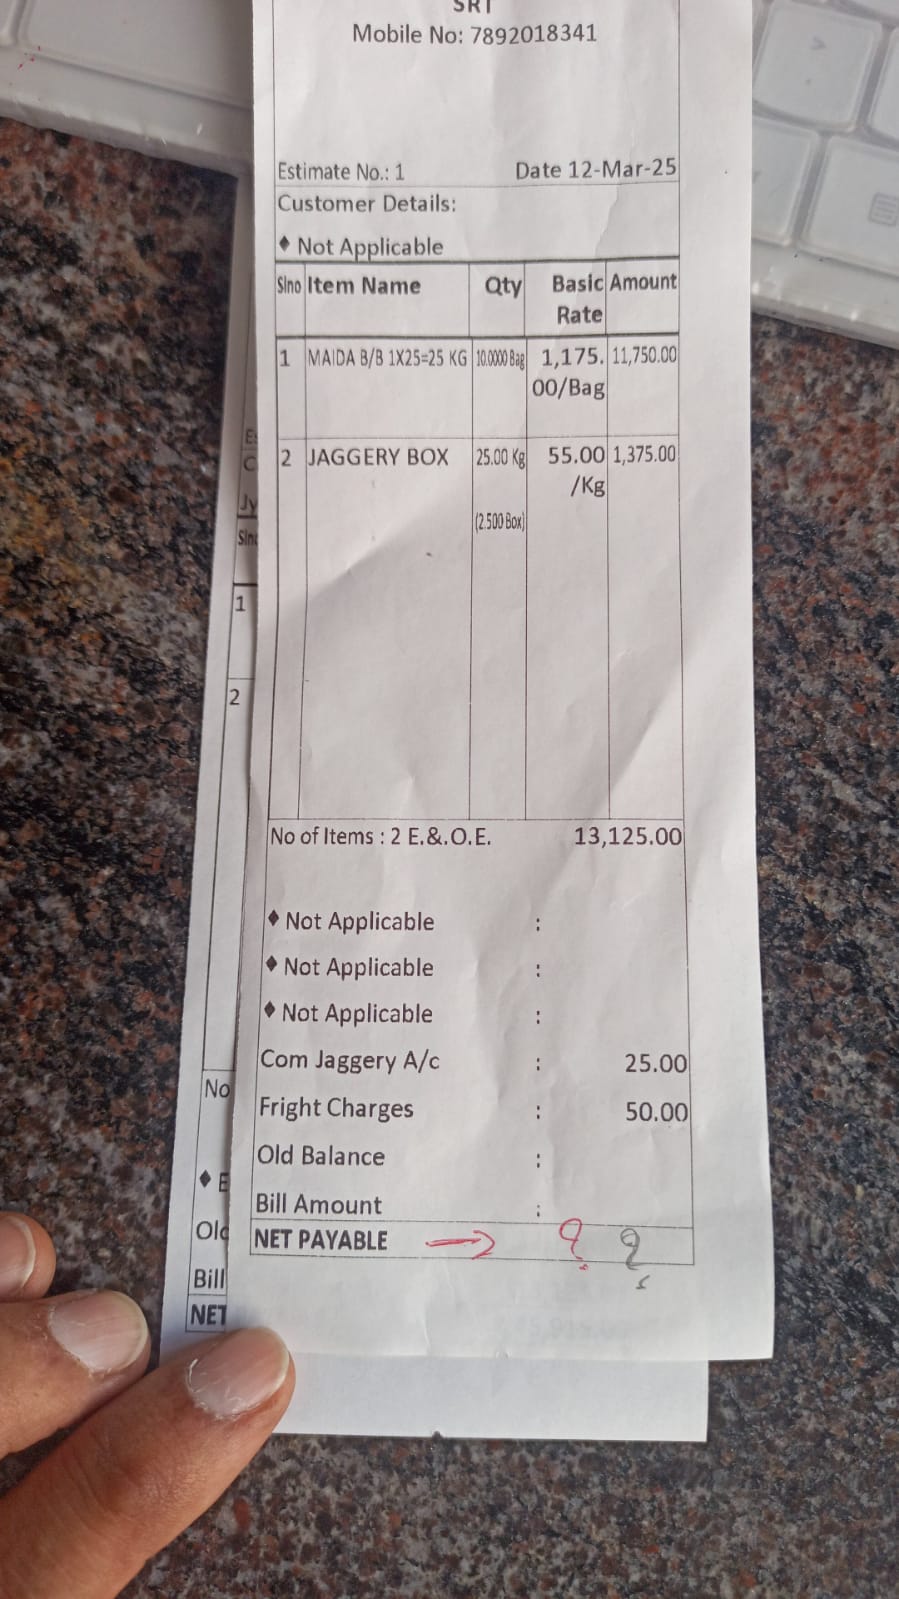 SRT
Mobile No: 7892018341
Estimate No.: 1 Date 12-Mar-25
Customer Details:
♦ Not Applicable
Slno Item Name Qty Basic Rate Amount
1 MAIDA B/B 1X25=25 KG 10.0000 Bag 1,175.00/Bag 11,750.00
2 JAGGERY BOX 25.00 Kg 55.00/Kg 1,375.00
(2.500 Box)
No of Items : 2 E.&.O.E. 13,125.00
♦ Not Applicable :
♦ Not Applicable :
♦ Not Applicable :
Com Jaggery A/c : 25.00
Fright Charges : 50.00
Old Balance :
Bill Amount :
NET PAYABLE → ? ?
Jy
1
2
No
♦ E
Bill
NET